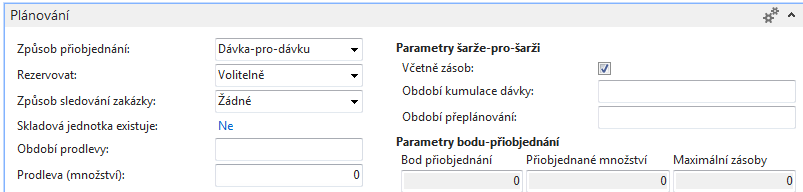 Plánování
Způsob přiobjednání: Dávka-pro-dávku
Rezervovat: Volitelně
Způsob sledování zakázky: Žádné
Skladová jednotka existuje: Ne
Období prodlevy:
Prodleva (množství): 0
Parametry šarže-pro-šarži
Včetně zásob:
Období kumulace dávky:
Období přeplánování:
Parametry bodu-přiobjednání
Bod přiobjednání Přiobjednané množství Maximální zásoby
0 0 0